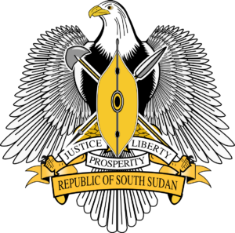 JUSTICE LIBERTY
PROSPERITY
REPUBLIC OF SOUTH SUDAN